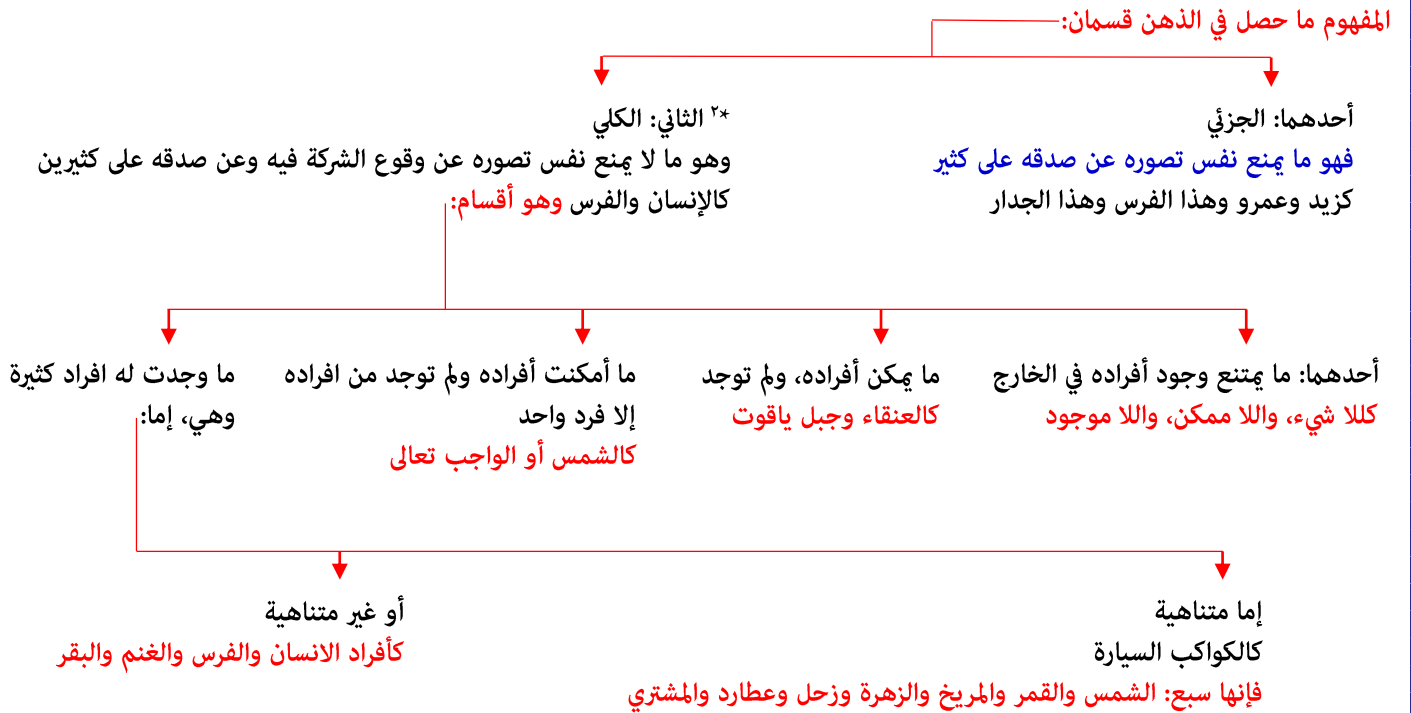 المفهوم ما حصل في الذهن قسمان:
أحدهما: الجزئي
فهو ما يمنع نفس تصوره عن صدقه على كثير
كزيد وعمرو وهذا الفرس وهذا الجدار
*٢ الثاني: الكلي
وهو ما لا يمنع نفس تصوره عن وقوع الشركة فيه وعن صدقه على كثيرين
كالإنسان والفرس وهو أقسام:
أحدهما: ما يمتنع وجود أفراده في الخارج
كللا شيء، واللا ممكن، واللا موجود
ما يمكن أفراده، ولم توجد
كالعنقاء وجبل ياقوت
ما أمكنت أفراده ولم توجد من افراده
إلا فرد واحد
كالشمس أو الواجب تعالى
ما وجدت له افراد كثيرة
وهي، إما:
إما متناهية
كالكواكب السيارة
فإنها سبع: الشمس والقمر والمريخ والزهرة وزحل وعطارد والمشتري
أو غير متناهية
كأفراد الانسان والفرس والغنم والبقر